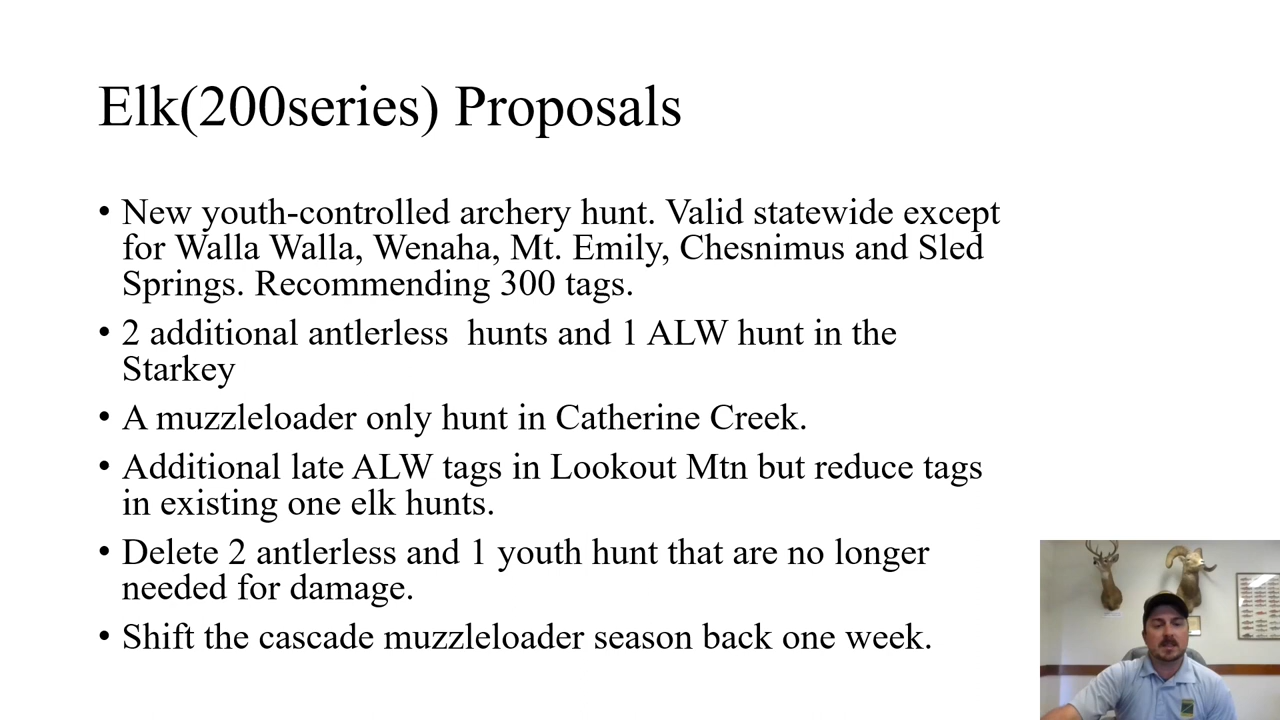 Elk(200series) Proposals
• New youth-controlled archery hunt. Valid statewide except
for Walla Walla, Wenaha, Mt. Emily, Chesnimus and Sled
Springs. Recommending 300 tags.
• 2 additional antlerless  hunts and 1 ALW hunt in the
Starkey
• A muzzleloader only hunt in Catherine Creek.
• Additional late ALW tags in Lookout Mtn but reduce tags
in existing one elk hunts.
• Delete 2 antlerless and 1 youth hunt that are no longer
needed for damage.
• Shift the cascade muzzleloader season back one week.